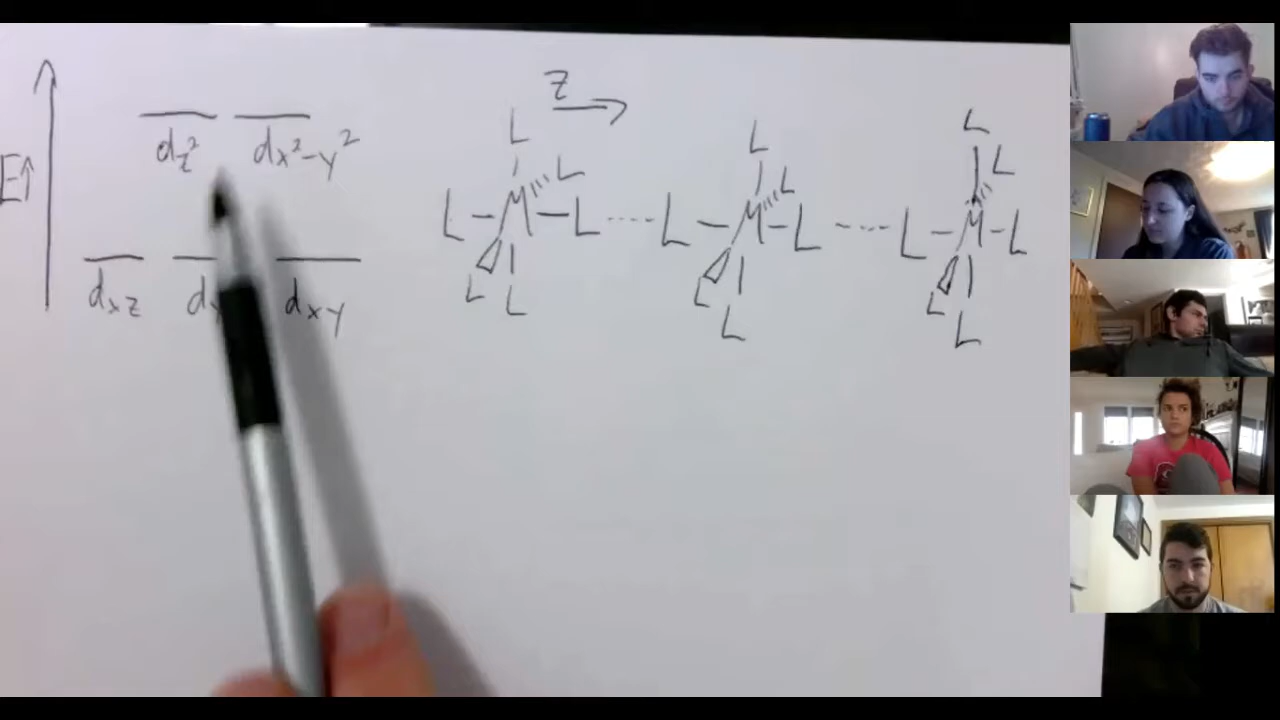 E↑
d_z² d_x²-y²
d_xz d_xy
z
L L L
L L L
L - M - L ---- L - M - L ---- L - M - L
L L L
L L L